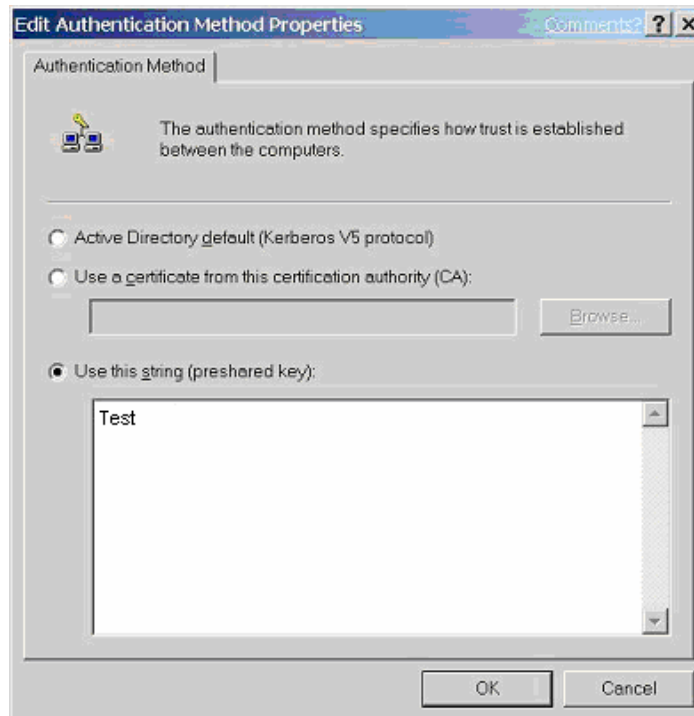 Edit Authentication Method Properties Comments? ? X
Authentication Method
The authentication method specifies how trust is established
between the computers.
Active Directory default (Kerberos V5 protocol)
Use a certificate from this certification authority (CA):
Browse...
Use this string (preshared key):
Test
OK Cancel